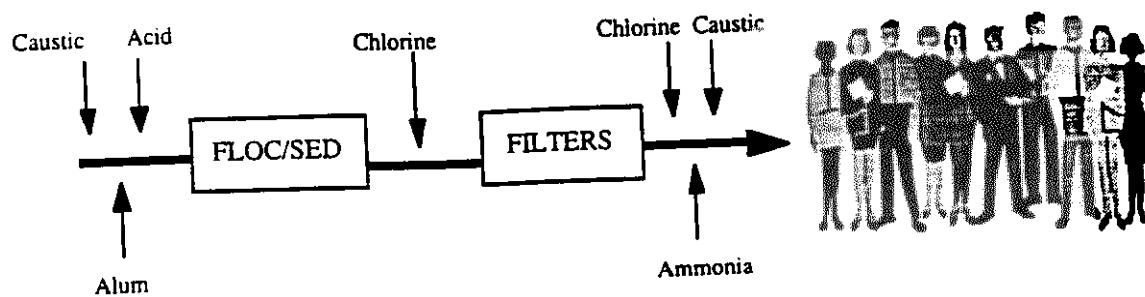 Caustic Acid Chlorine Chlorine Caustic
FLOC/SED FILTERS
Alum Ammonia